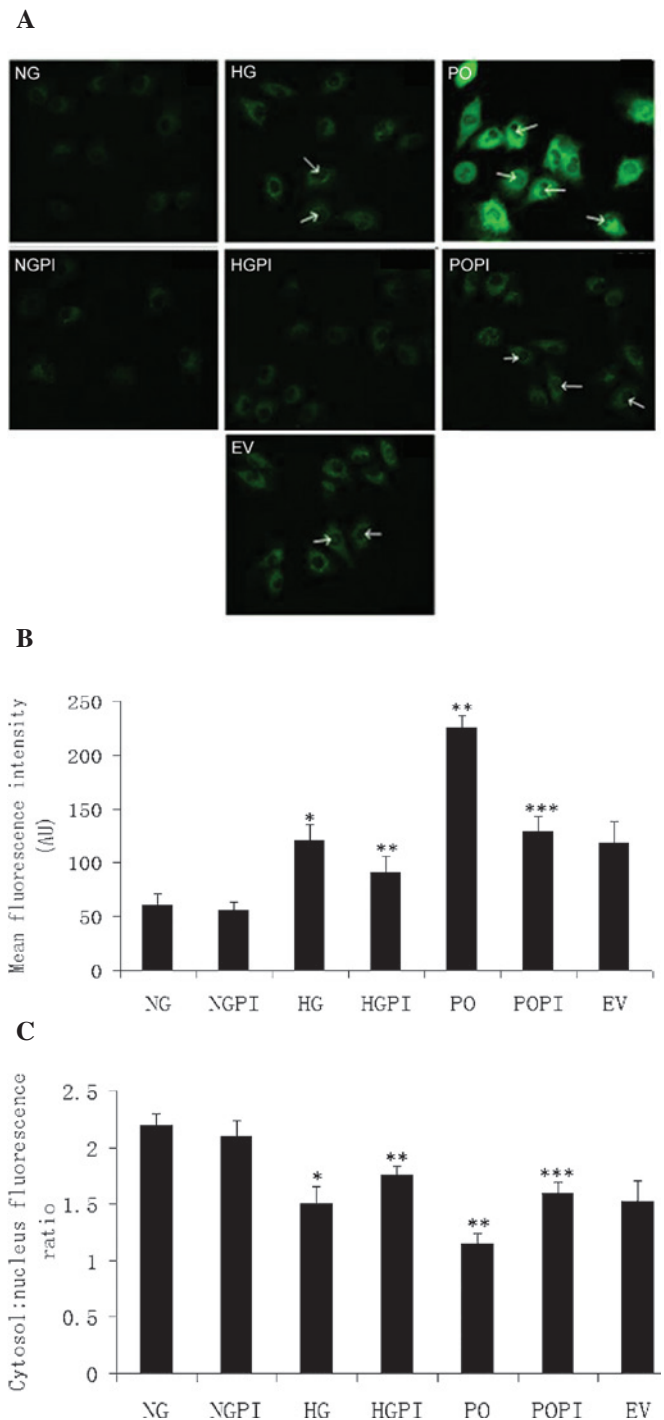 A
NG HG PO
NGPI HGPI POPI
EV
B
Mean fluorescence intensity
(AU)
250
200
150
100
50
0
* ** ** ***
NG NGPI HG HGPI PO POPI EV
C
Cytosol:nucleus fluorescence
ratio
2.5
2
1.5
1
0.5
0
* ** ** ***
NG NGPI HG HGPI PO POPI EV